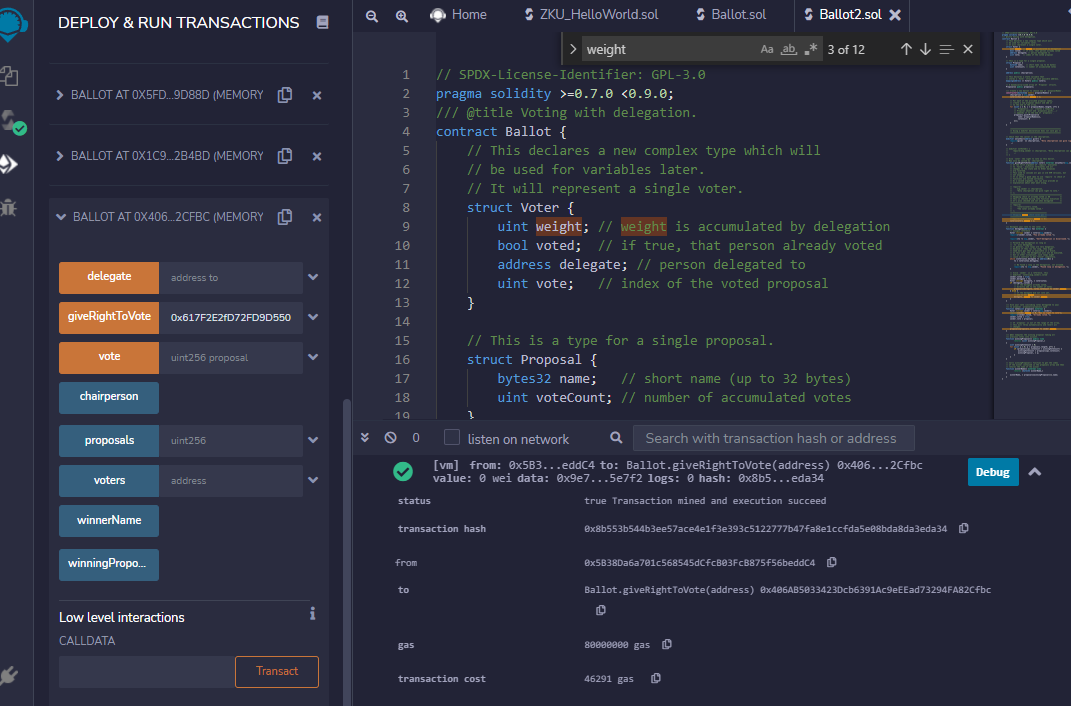 DEPLOY & RUN TRANSACTIONS
BALLOT AT 0X5FD...9D88D (MEMORY
BALLOT AT 0X1C9...2B4BD (MEMORY
BALLOT AT 0X406...2CFBC (MEMORY
delegate address to
giveRightToVote 0x617F2E2fD72FD9D550
vote uint256 proposal
chairperson
proposals uint256
voters address
winnerName
winningPropo...
Low level interactions
CALLDATA
Transact
Home ZKU_HelloWorld.sol Ballot.sol Ballot2.sol
weight Aa ab 3 of 12
1 // SPDX-License-Identifier: GPL-3.0
2 pragma solidity >=0.7.0 <0.9.0;
3 /// @title Voting with delegation.
4 contract Ballot {
5 // This declares a new complex type which will
6 // be used for variables later.
7 // It will represent a single voter.
8 struct Voter {
9 uint weight; // weight is accumulated by delegation
10 bool voted; // if true, that person already voted
11 address delegate; // person delegated to
12 uint vote; // index of the voted proposal
13 }
14
15 // This is a type for a single proposal.
16 struct Proposal {
17 bytes32 name; // short name (up to 32 bytes)
18 uint voteCount; // number of accumulated votes
19 }
0 listen on network Search with transaction hash or address
[vm] from: 0x5B3...eddC4 to: Ballot.giveRightToVote(address) 0x406...2Cfbc
value: 0 wei data: 0x9e7...5e7f2 logs: 0 hash: 0x8b5...eda34
Debug
status true Transaction mined and execution succeed
transaction hash 0x8b553b544b3ee57ace4e1f3e393c5122777b47fa8e1ccfda5e08bda8da3eda34
from 0x5B38Da6a701c568545dCfcB03FcB875f56beddC4
to Ballot.giveRightToVote(address) 0x406AB5033423Dcb6391Ac9eEEad73294FA82Cfbc
gas 80000000 gas
transaction cost 46291 gas